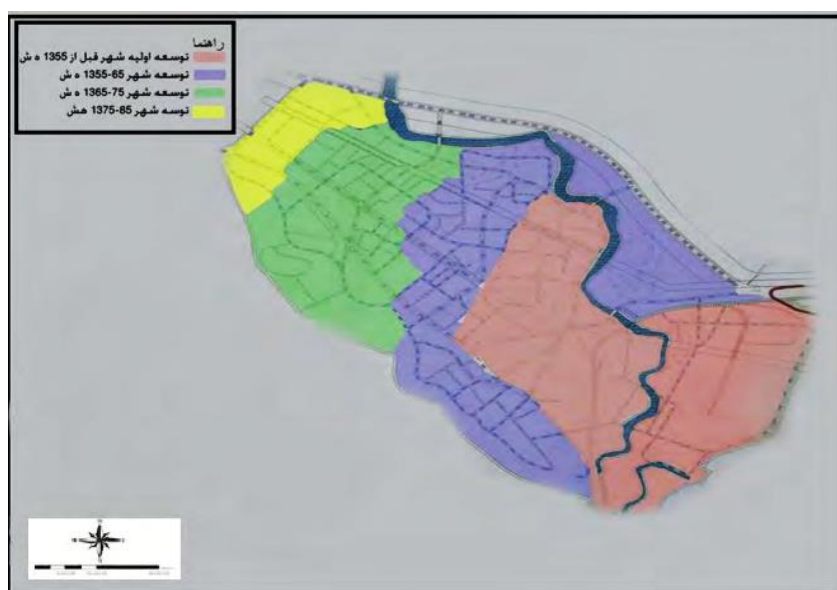 راهنما
توسعه اولیه شهر قبل از 1355 ه ش
توسعه شهر 65-1355 ه ش
توسعه شهر 75-1365 ه ش
توسه شهر 85-1375 هش